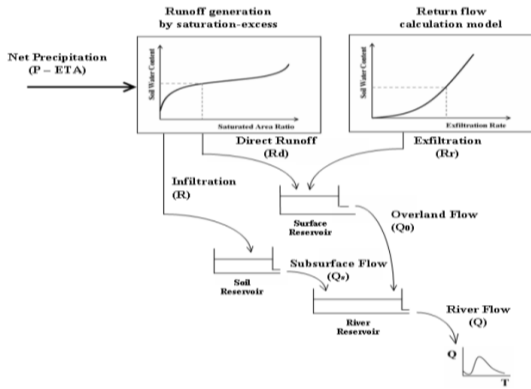 Runoff generation
by saturation-excess
Return flow
calculation model
Net Precipitation
(P – ETA)
Soil Water Content
Saturated Area Ratio
Soil Water Content
Exfiltration Rate
Direct Runoff
(Rd)
Exfiltration
(Rr)
Infiltration
(R)
Surface
Reservoir
Overland Flow
(Q0)
Subsurface Flow
(Qs)
Soil
Reservoir
River
Reservoir
River Flow
(Q)
Q
T